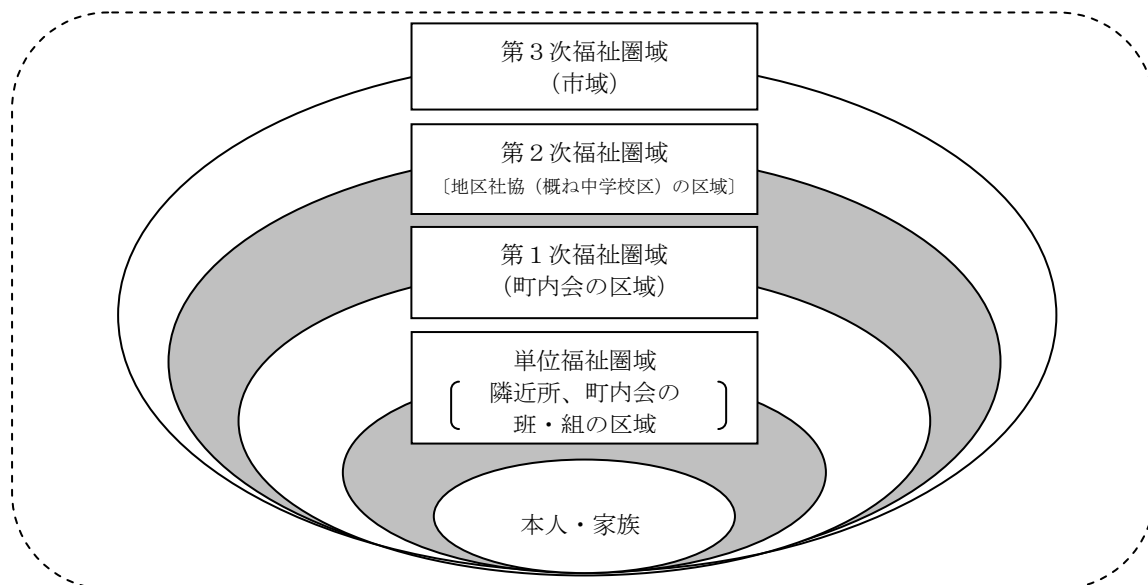 第３次福祉圏域
（市域）
第２次福祉圏域
〔地区社協（概ね中学校区）の区域〕
第１次福祉圏域
（町内会の区域）
単位福祉圏域
隣近所、町内会の
班・組の区域
本人・家族